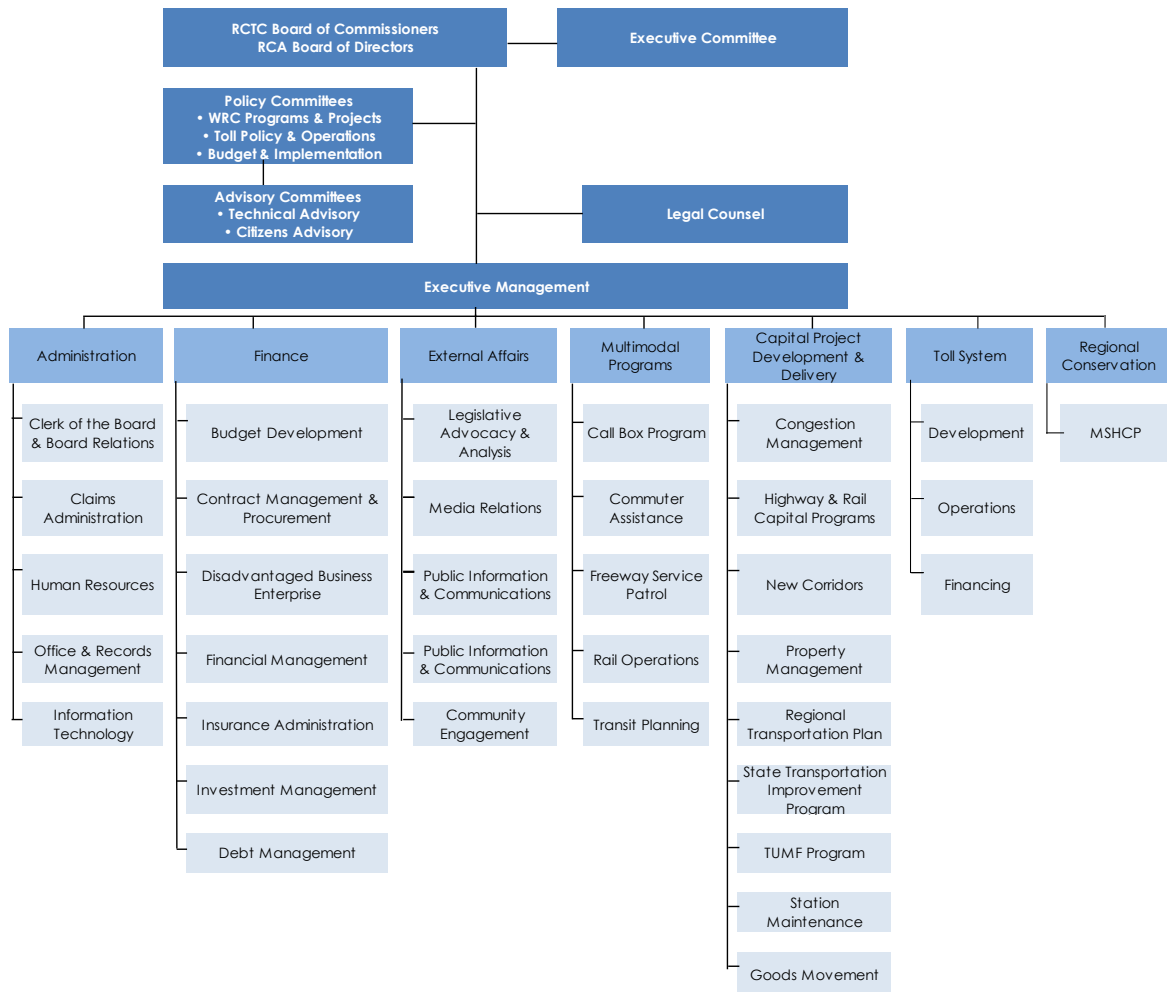 RCTC Board of Commissioners
RCA Board of Directors
Executive Committee
Policy Committees
• WRC Programs & Projects
• Toll Policy & Operations
• Budget & Implementation
Advisory Committees
• Technical Advisory
• Citizens Advisory
Legal Counsel
Executive Management
Administration
Finance
External Affairs
Multimodal
Programs
Capital Project
Development &
Delivery
Toll System
Regional
Conservation
Clerk of the Board
& Board Relations
Claims
Administration
Human Resources
Office & Records
Management
Information
Technology
Budget Development
Contract Management &
Procurement
Disadvantaged Business
Enterprise
Financial Management
Insurance Administration
Investment Management
Debt Management
Legislative
Advocacy &
Analysis
Media Relations
Public Information
& Communications
Public Information
& Communications
Community
Engagement
Call Box Program
Commuter
Assistance
Freeway Service
Patrol
Rail Operations
Transit Planning
Congestion
Management
Highway & Rail
Capital Programs
New Corridors
Property
Management
Regional
Transportation Plan
State Transportation
Improvement
Program
TUMF Program
Station
Maintenance
Goods Movement
Development
Operations
Financing
MSHCP